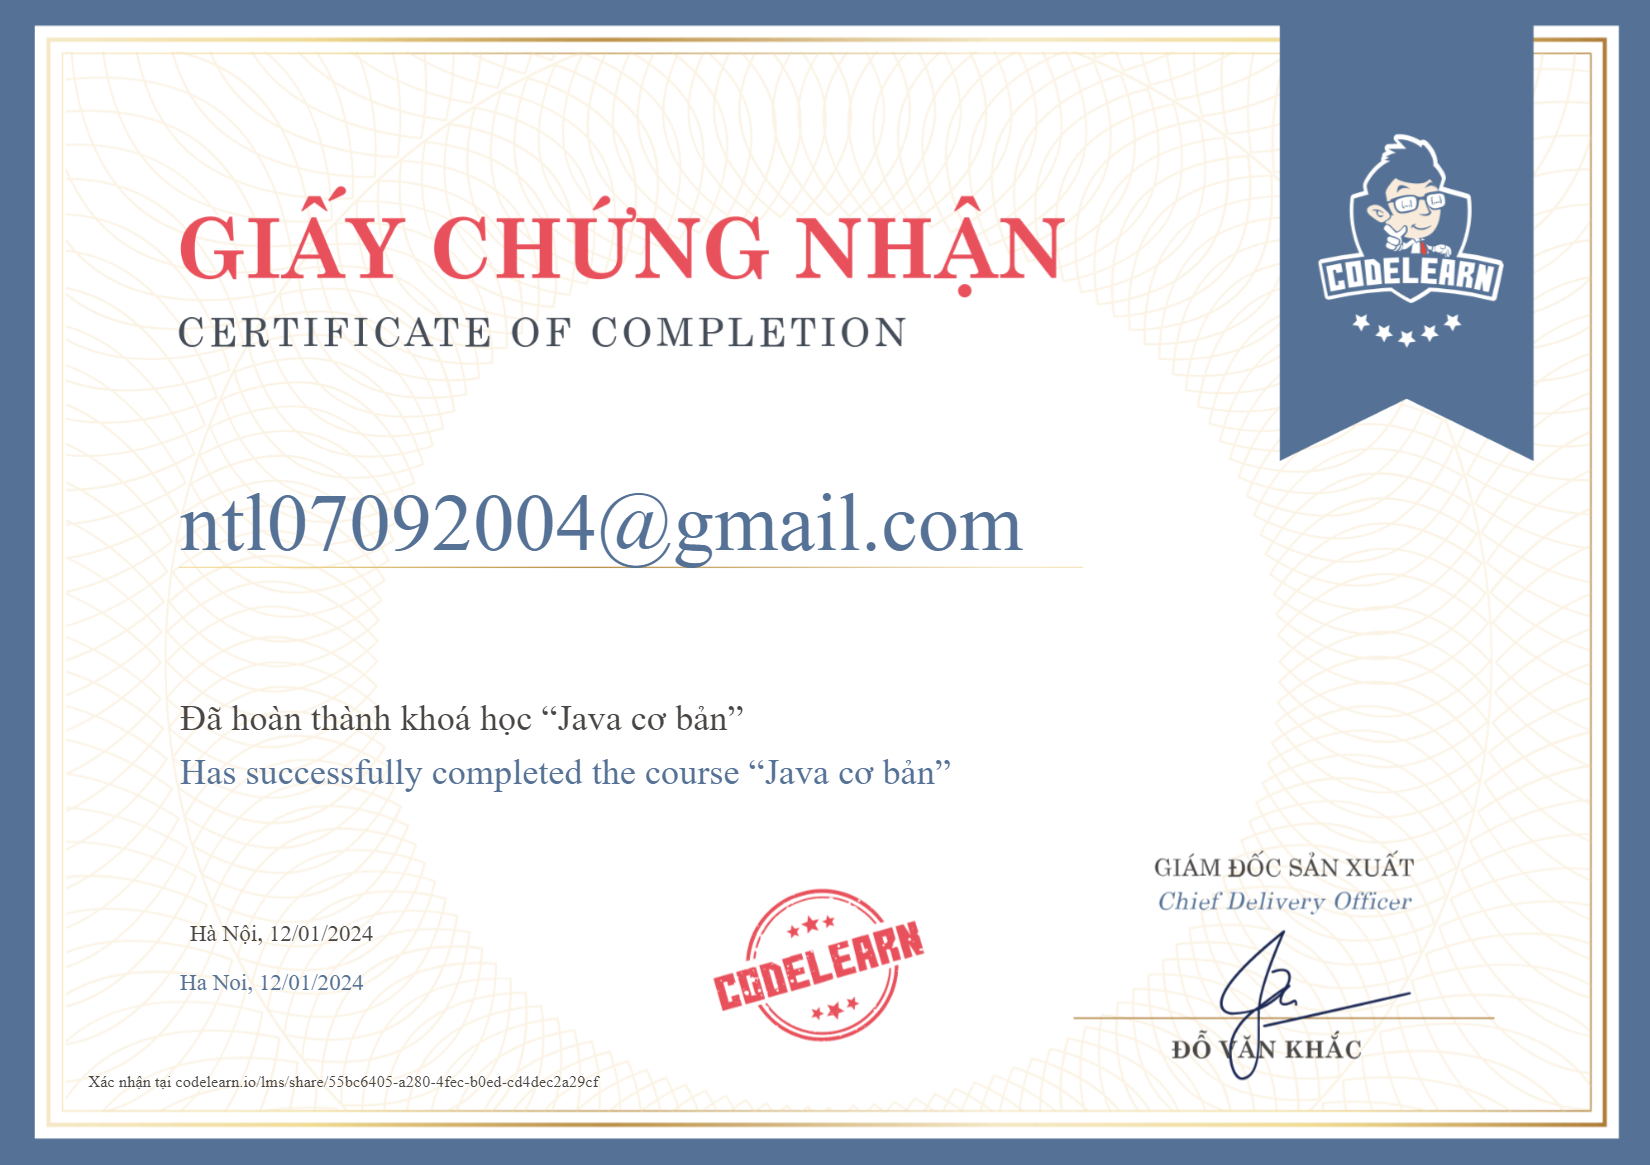 GIẤY CHỨNG NHẬN
CERTIFICATE OF COMPLETION
CODELEARN
ntl07092004@gmail.com
Đã hoàn thành khoá học “Java cơ bản”
Has successfully completed the course “Java cơ bản”
GIÁM ĐỐC SẢN XUẤT
Chief Delivery Officer
Hà Nội, 12/01/2024
Ha Noi, 12/01/2024
CODELEARN
ĐỖ VĂN KHẮC
Xác nhận tại codelearn.io/lms/share/55bc6405-a280-4fec-b0ed-cd4dec2a29cf